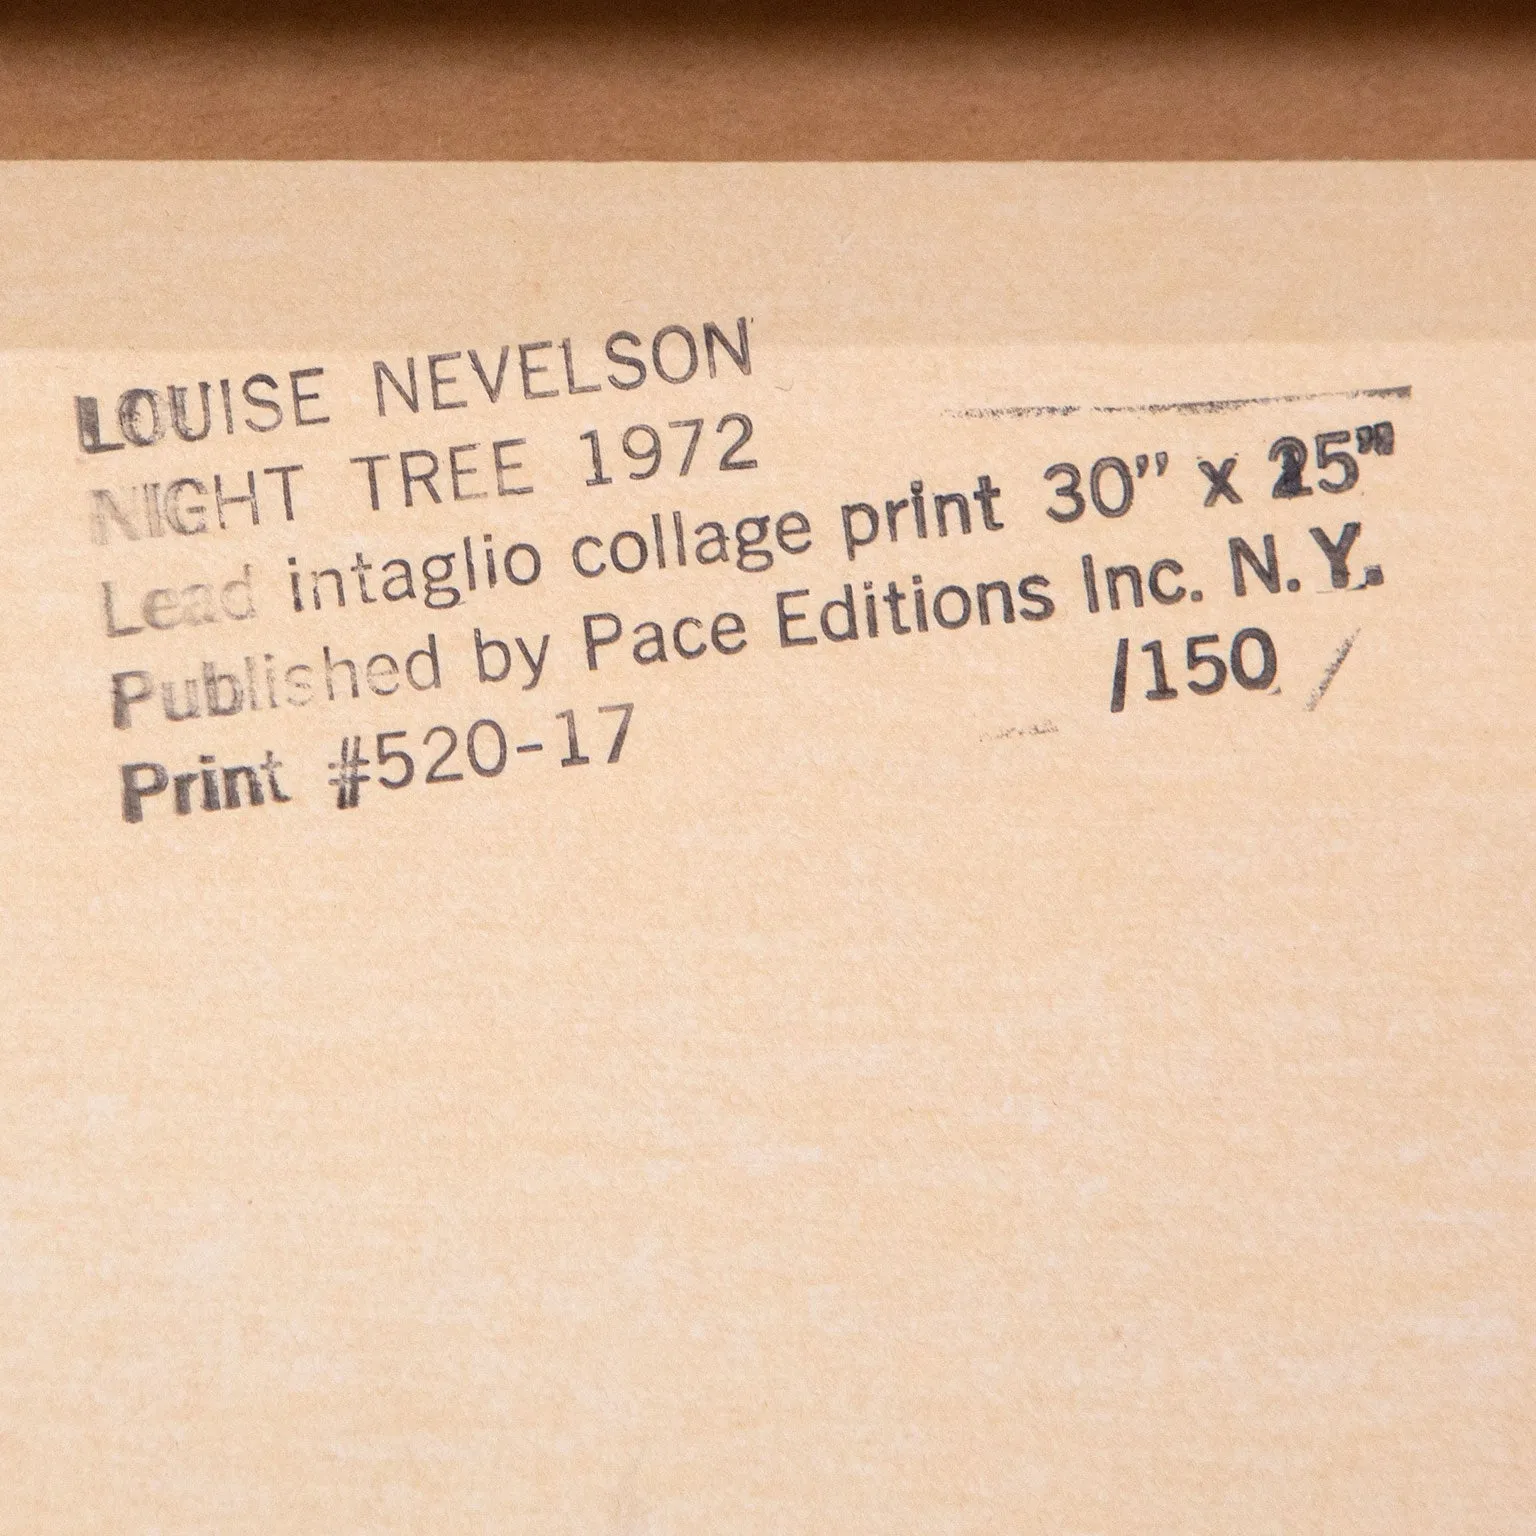 LOUISE NEVELSON
NIGHT TREE 1972
Lead intaglio collage print 30” x 25”
Published by Pace Editions Inc. N.Y.
/150
Print #520-17